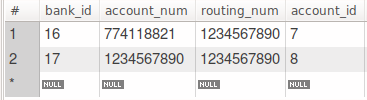 # bank_id account_num routing_num account_id
1 16 774118821 1234567890 7
2 17 1234567890 1234567890 8
* NULL NULL NULL NULL